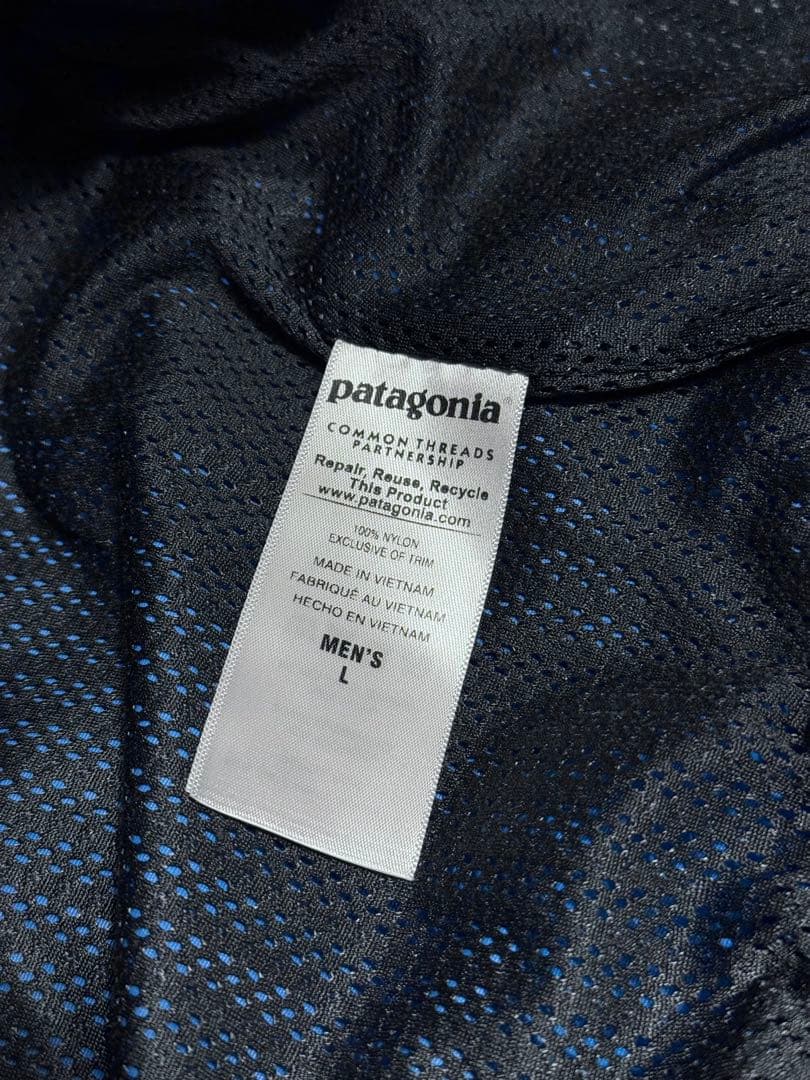 patagonia®
COMMON THREADS
PARTNERSHIP
Repair, Reuse, Recycle
This Product
www.patagonia.com
100% NYLON
EXCLUSIVE OF TRIM
MADE IN VIETNAM
FABRIQUÉ AU VIETNAM
HECHO EN VIETNAM
MEN'S
L